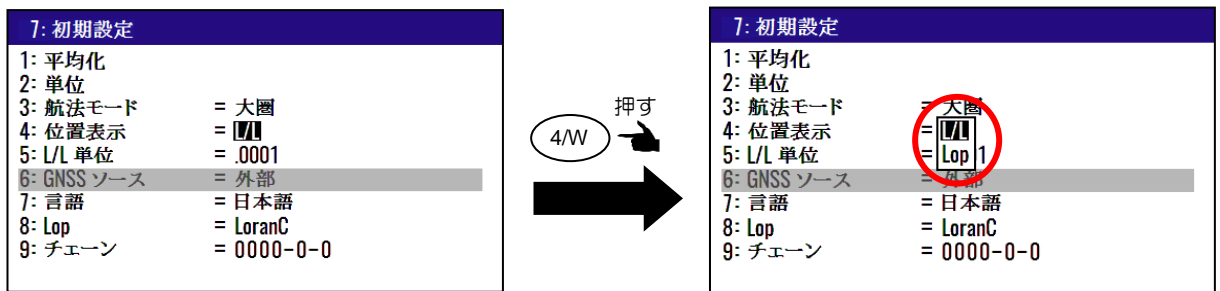 7: 初期設定
1: 平均化
2: 単位
3: 航法モード = 大圏
4: 位置表示 = L/L
5: L/L 単位 = .0001
6: GNSS ソース = 外部
7: 言語 = 日本語
8: Lop = LoranC
9: チェーン = 0000-0-0
押す
4/W
7: 初期設定
1: 平均化
2: 単位
3: 航法モード = 大圏
4: 位置表示 = L/L
5: L/L 単位 = Lop 1
6: GNSS ソース = 外部
7: 言語 = 日本語
8: Lop = LoranC
9: チェーン = 0000-0-0